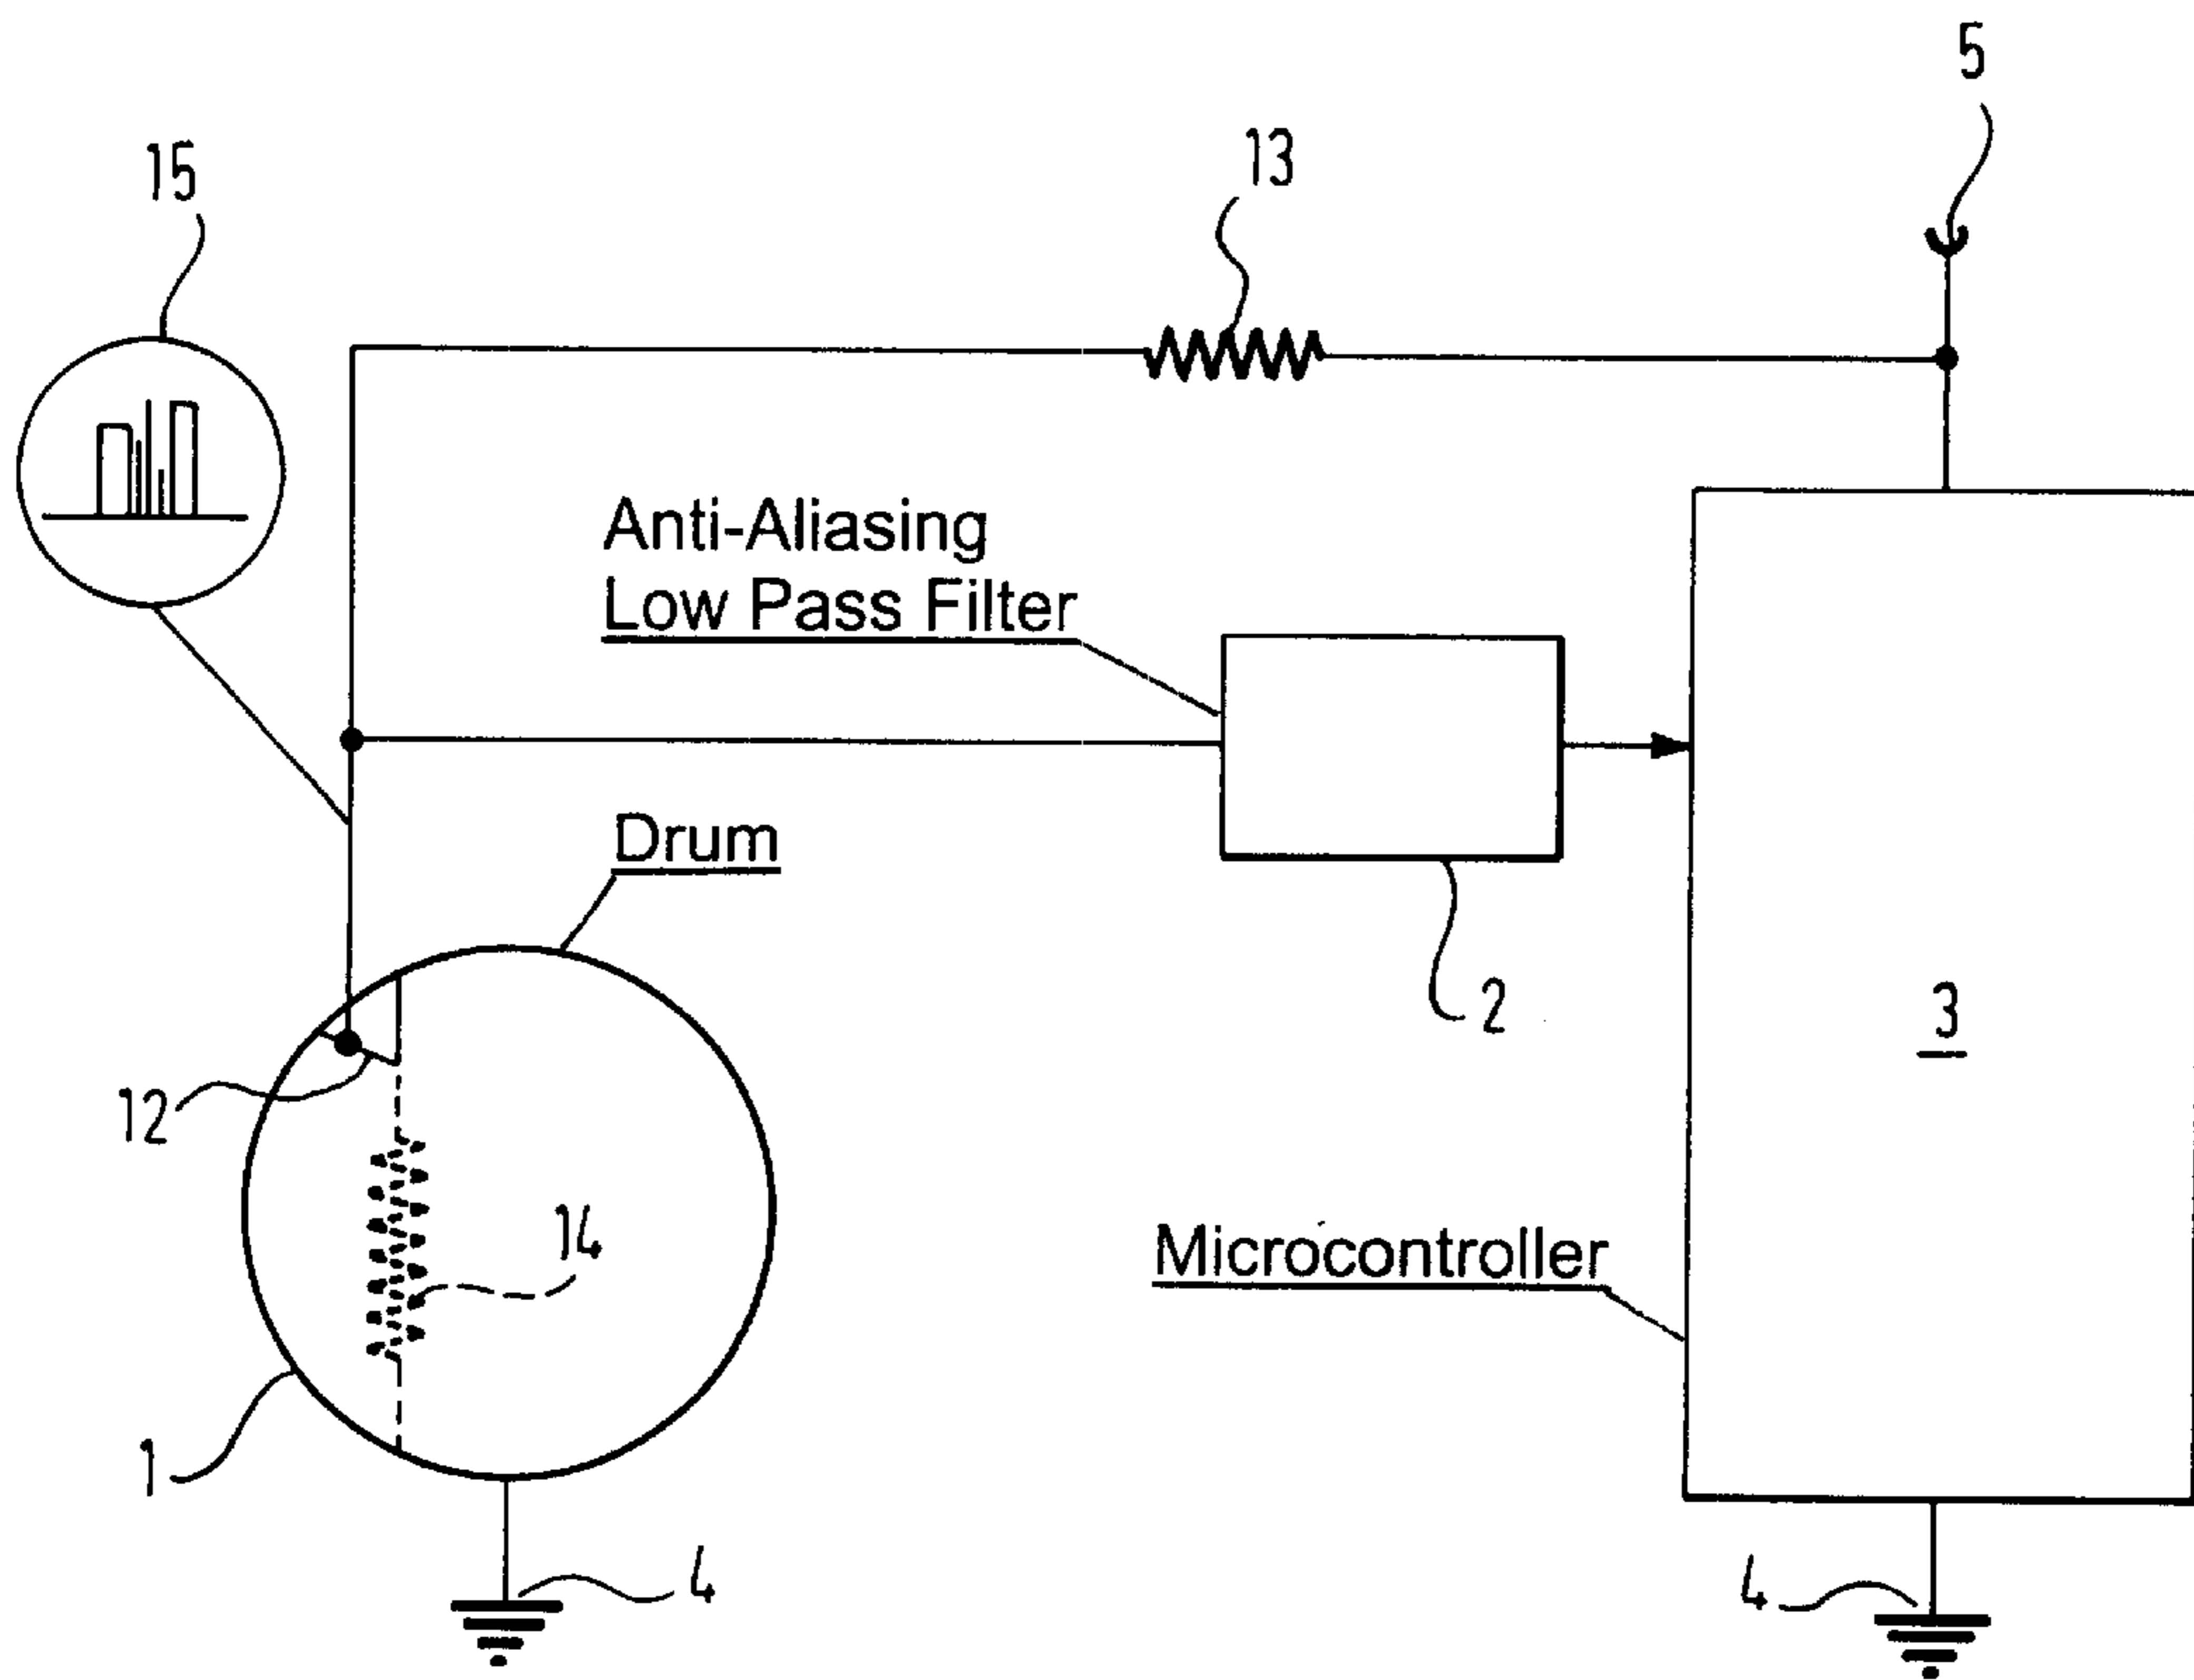 5
13
15
Anti-Aliasing
Low Pass Filter
Drum
2
3
12
14
Microcontroller
1
4
4